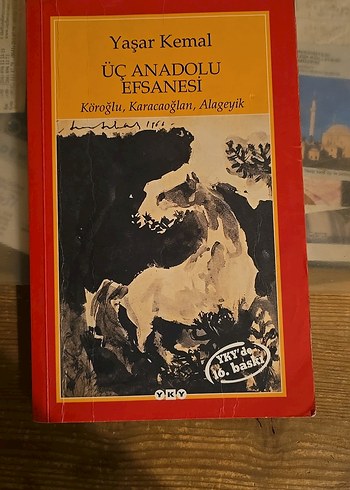 Yaşar Kemal
ÜÇ ANADOLU
EFSANESİ
Köroğlu, Karacaoğlan, Alageyik
YKY'de
16. baskı
YKY